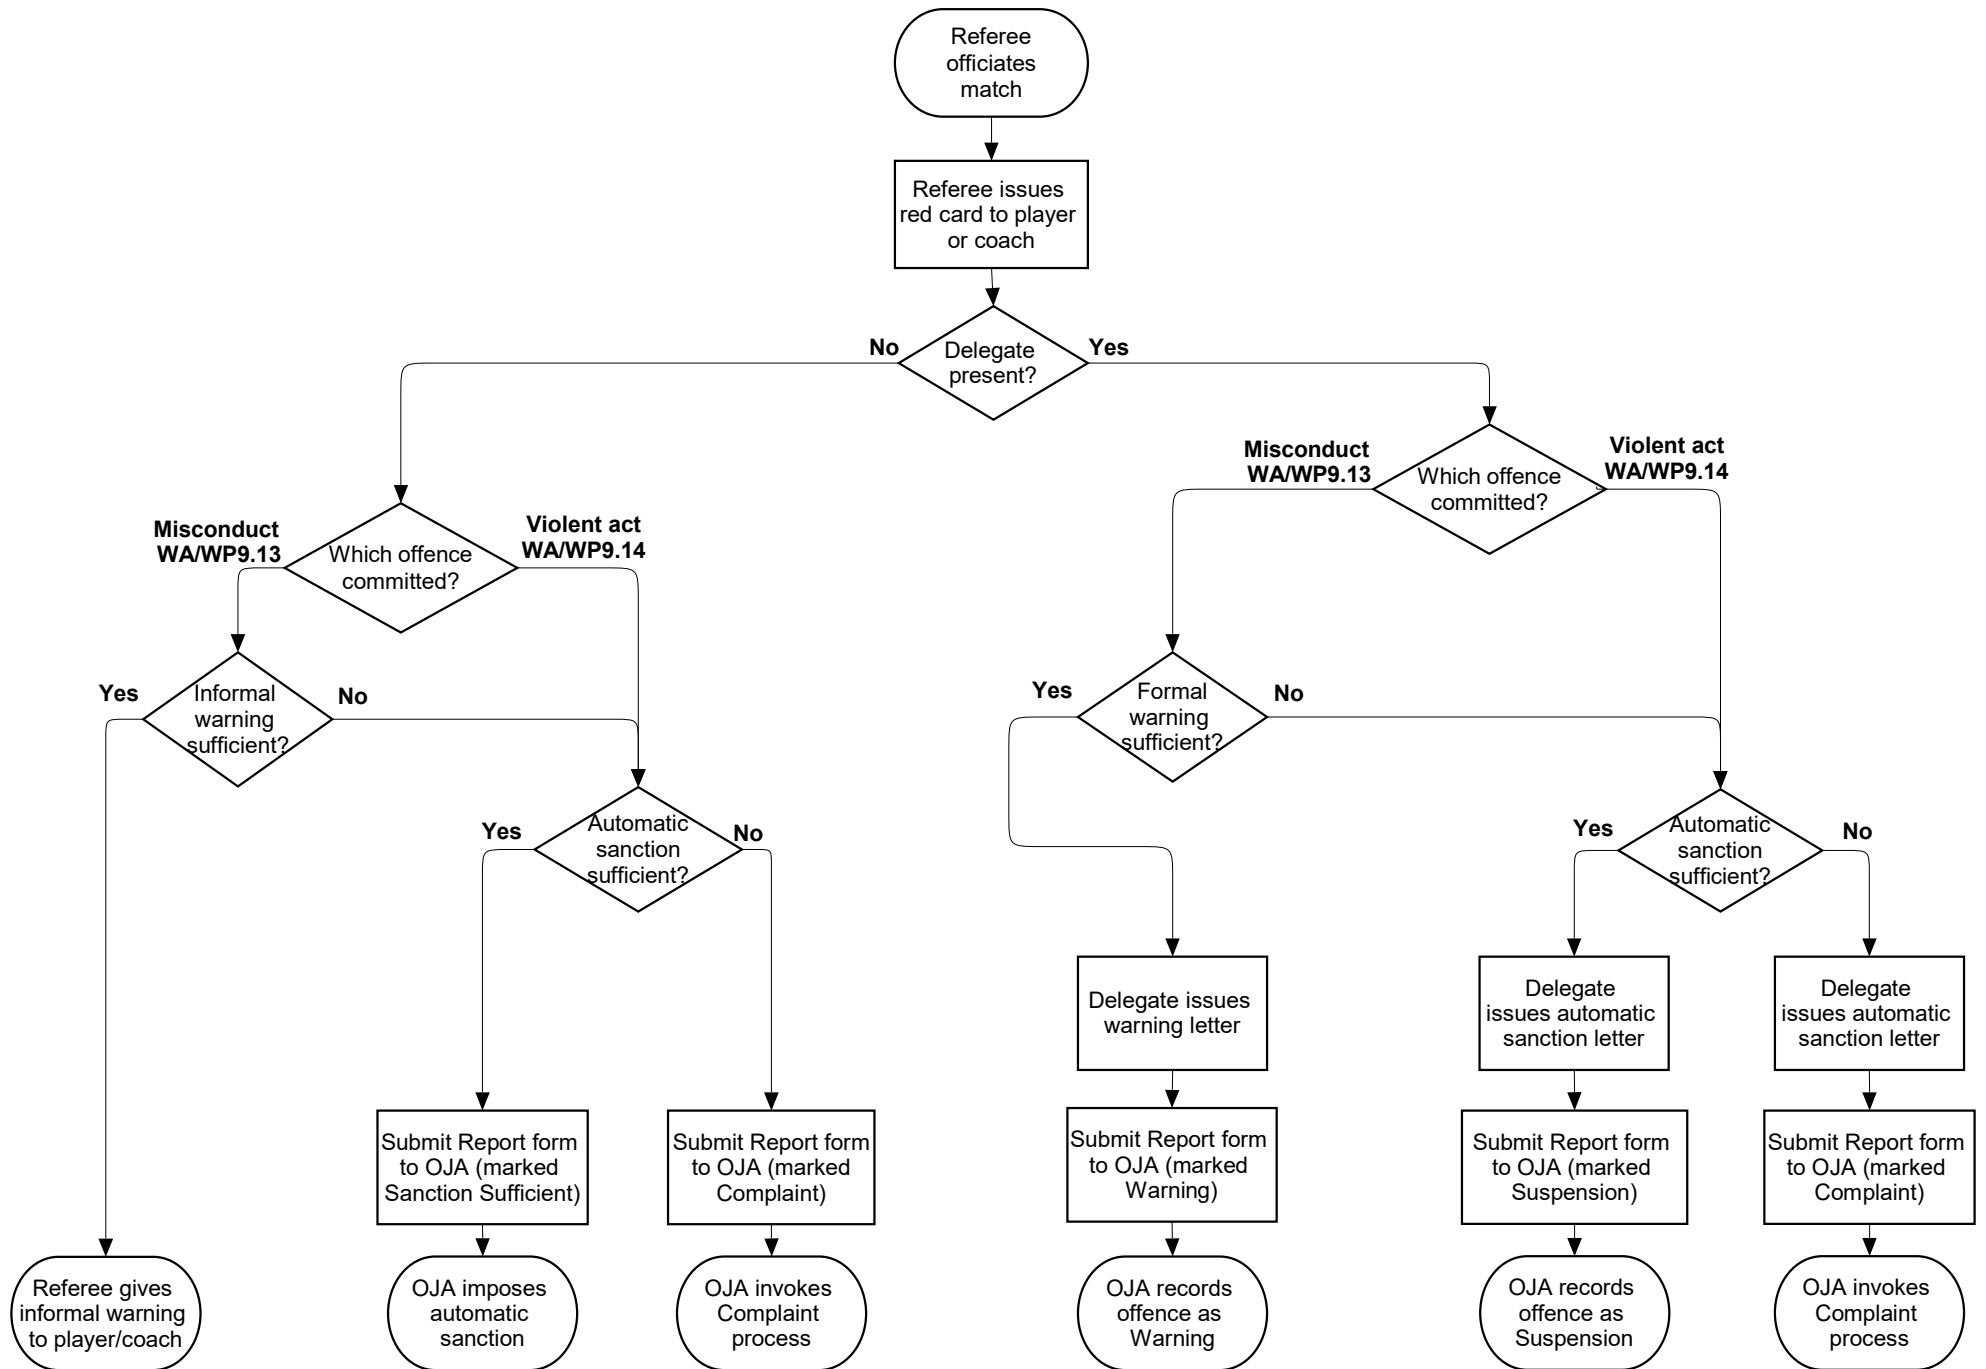 Referee
officiates
match
Referee issues
red card to player
or coach
No
Delegate
present?
Yes
Misconduct
WA/WP9.13
Which offence
committed?
Violent act
WA/WP9.14
Misconduct
WA/WP9.13
Which offence
committed?
Violent act
WA/WP9.14
Yes
Informal
warning
sufficient?
No
Yes
Formal
warning
sufficient?
No
Yes
Automatic
sanction
sufficient?
No
Yes
Automatic
sanction
sufficient?
No
Delegate issues
warning letter
Delegate
issues automatic
sanction letter
Delegate
issues automatic
sanction letter
Submit Report form
to OJA (marked
Sanction Sufficient)
Submit Report form
to OJA (marked
Complaint)
Submit Report form
to OJA (marked
Warning)
Submit Report form
to OJA (marked
Suspension)
Submit Report form
to OJA (marked
Complaint)
Referee gives
informal warning
to player/coach
OJA imposes
automatic
sanction
OJA invokes
Complaint
process
OJA records
offence as
Warning
OJA records
offence as
Suspension
OJA invokes
Complaint
process